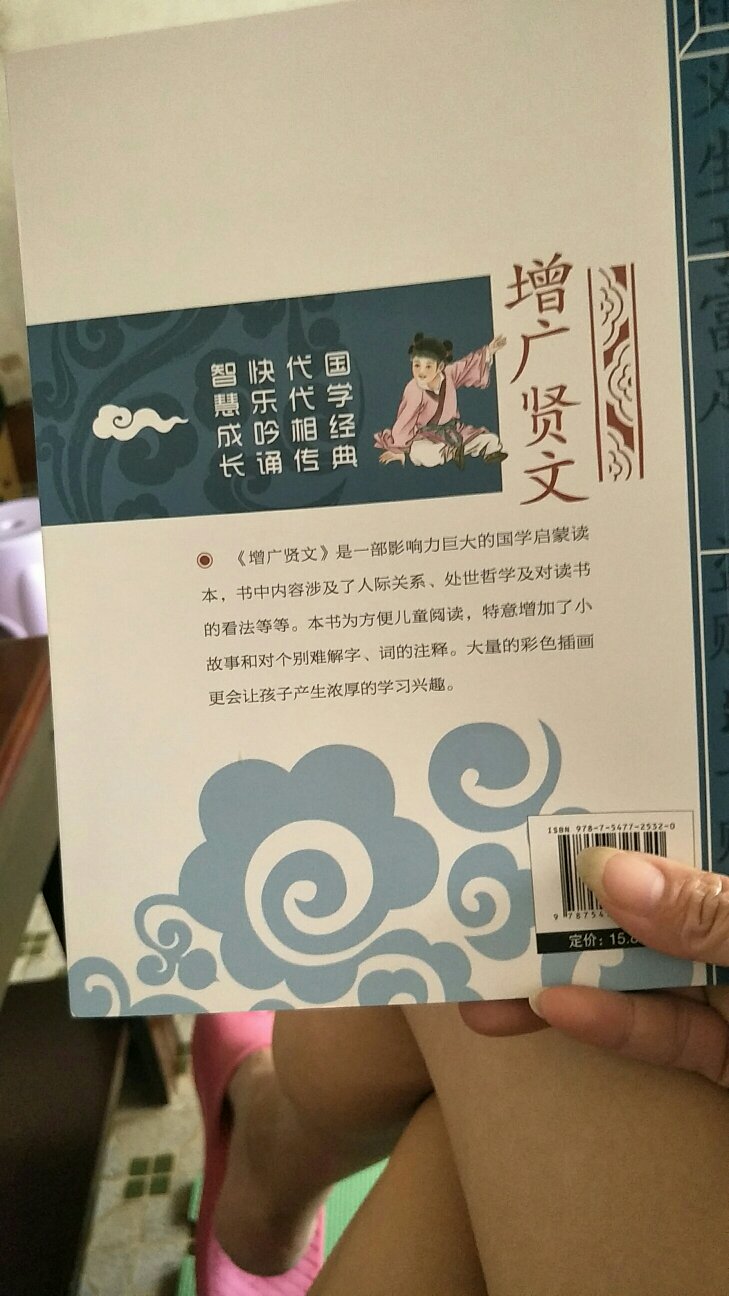 增广贤文
国学经典
代代相传
快乐吟诵
智慧成长
《增广贤文》是一部影响力巨大的国学启蒙读
本，书中内容涉及了人际关系、处世哲学及对读书
的看法等等。本书为方便儿童阅读，特意增加了小
故事和对个别难解字、词的注释。大量的彩色插画
更会让孩子产生浓厚的学习兴趣。
ISBN 978-7-5477-2532-0
定价：15.